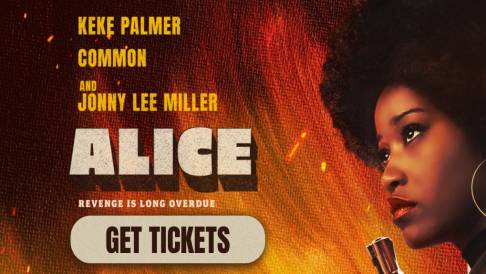 KEKE PALMER
COMMON
AND
JONNY LEE MILLER
ALICE
REVENGE IS LONG OVERDUE
GET TICKETS